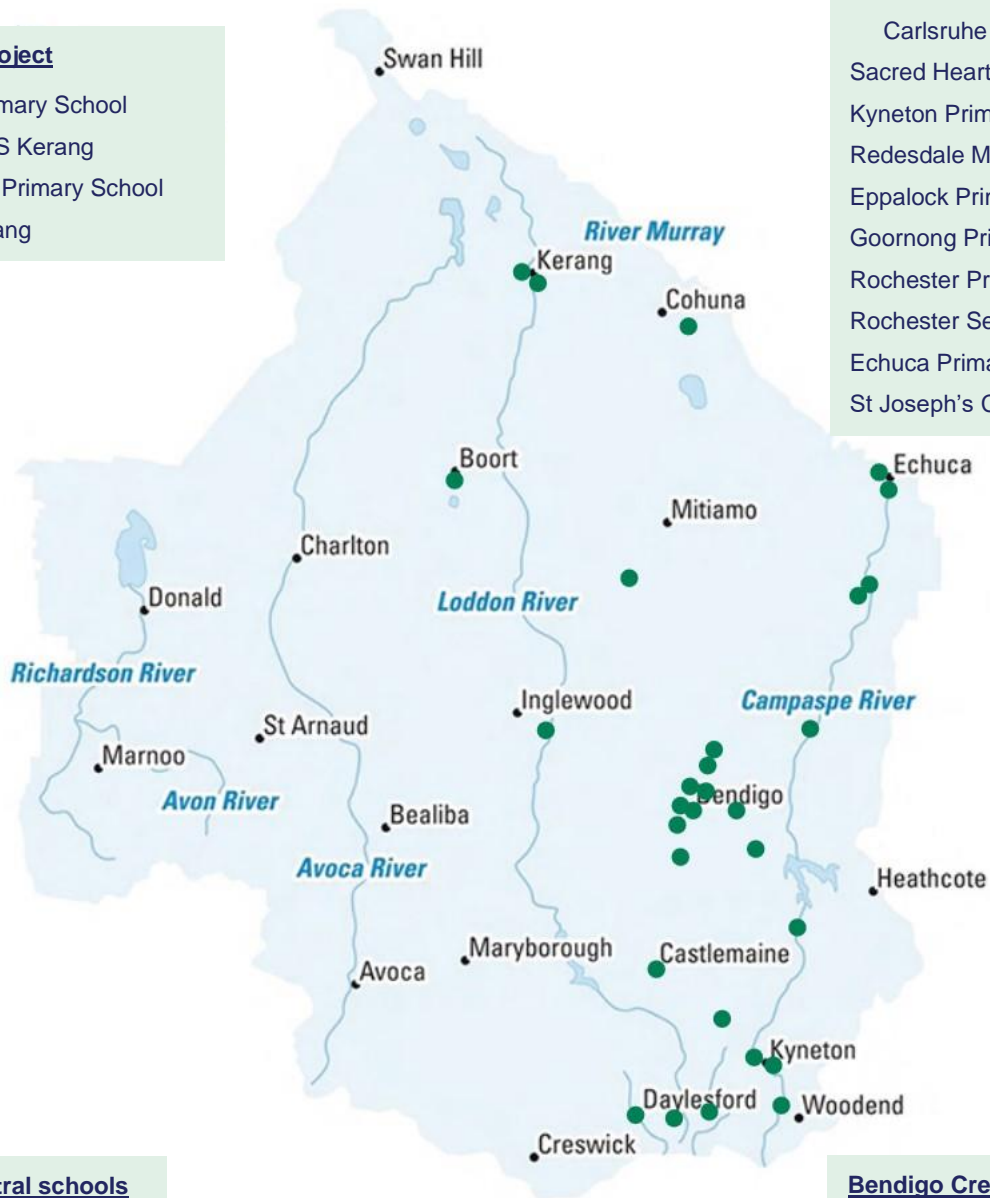 oject
mary School
S Kerang
Primary School
ang
Carlsruhe
Sacred Heart
Kyneton Prim
Redesdale M
Eppalock Prin
Goornong Pri
Rochester Pr
Rochester Se
Echuca Prima
St Joseph's C
Swan Hill
River Murray
Kerang
Cohuna
Boort
Echuca
Mitiamo
Charlton
Donald
Loddon River
Richardson River
Inglewood
Campaspe River
St Arnaud
Marnoo
Avon River
Bendigo
Bealiba
Avoca River
Heathcote
Maryborough
Castlemaine
Avoca
Kyneton
Daylesford
Woodend
Creswick
tral schools
Bendigo Cre